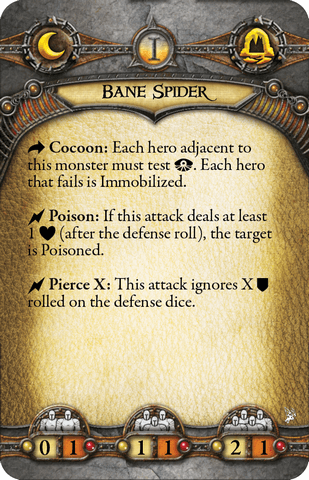 I
Bane Spider
Cocoon: Each hero adjacent to
this monster must test . Each hero
that fails is Immobilized.
Poison: If this attack deals at least
1 (after the defense roll), the target
is Poisoned.
Pierce X: This attack ignores X
rolled on the defense dice.
0 1 1 1 2 1